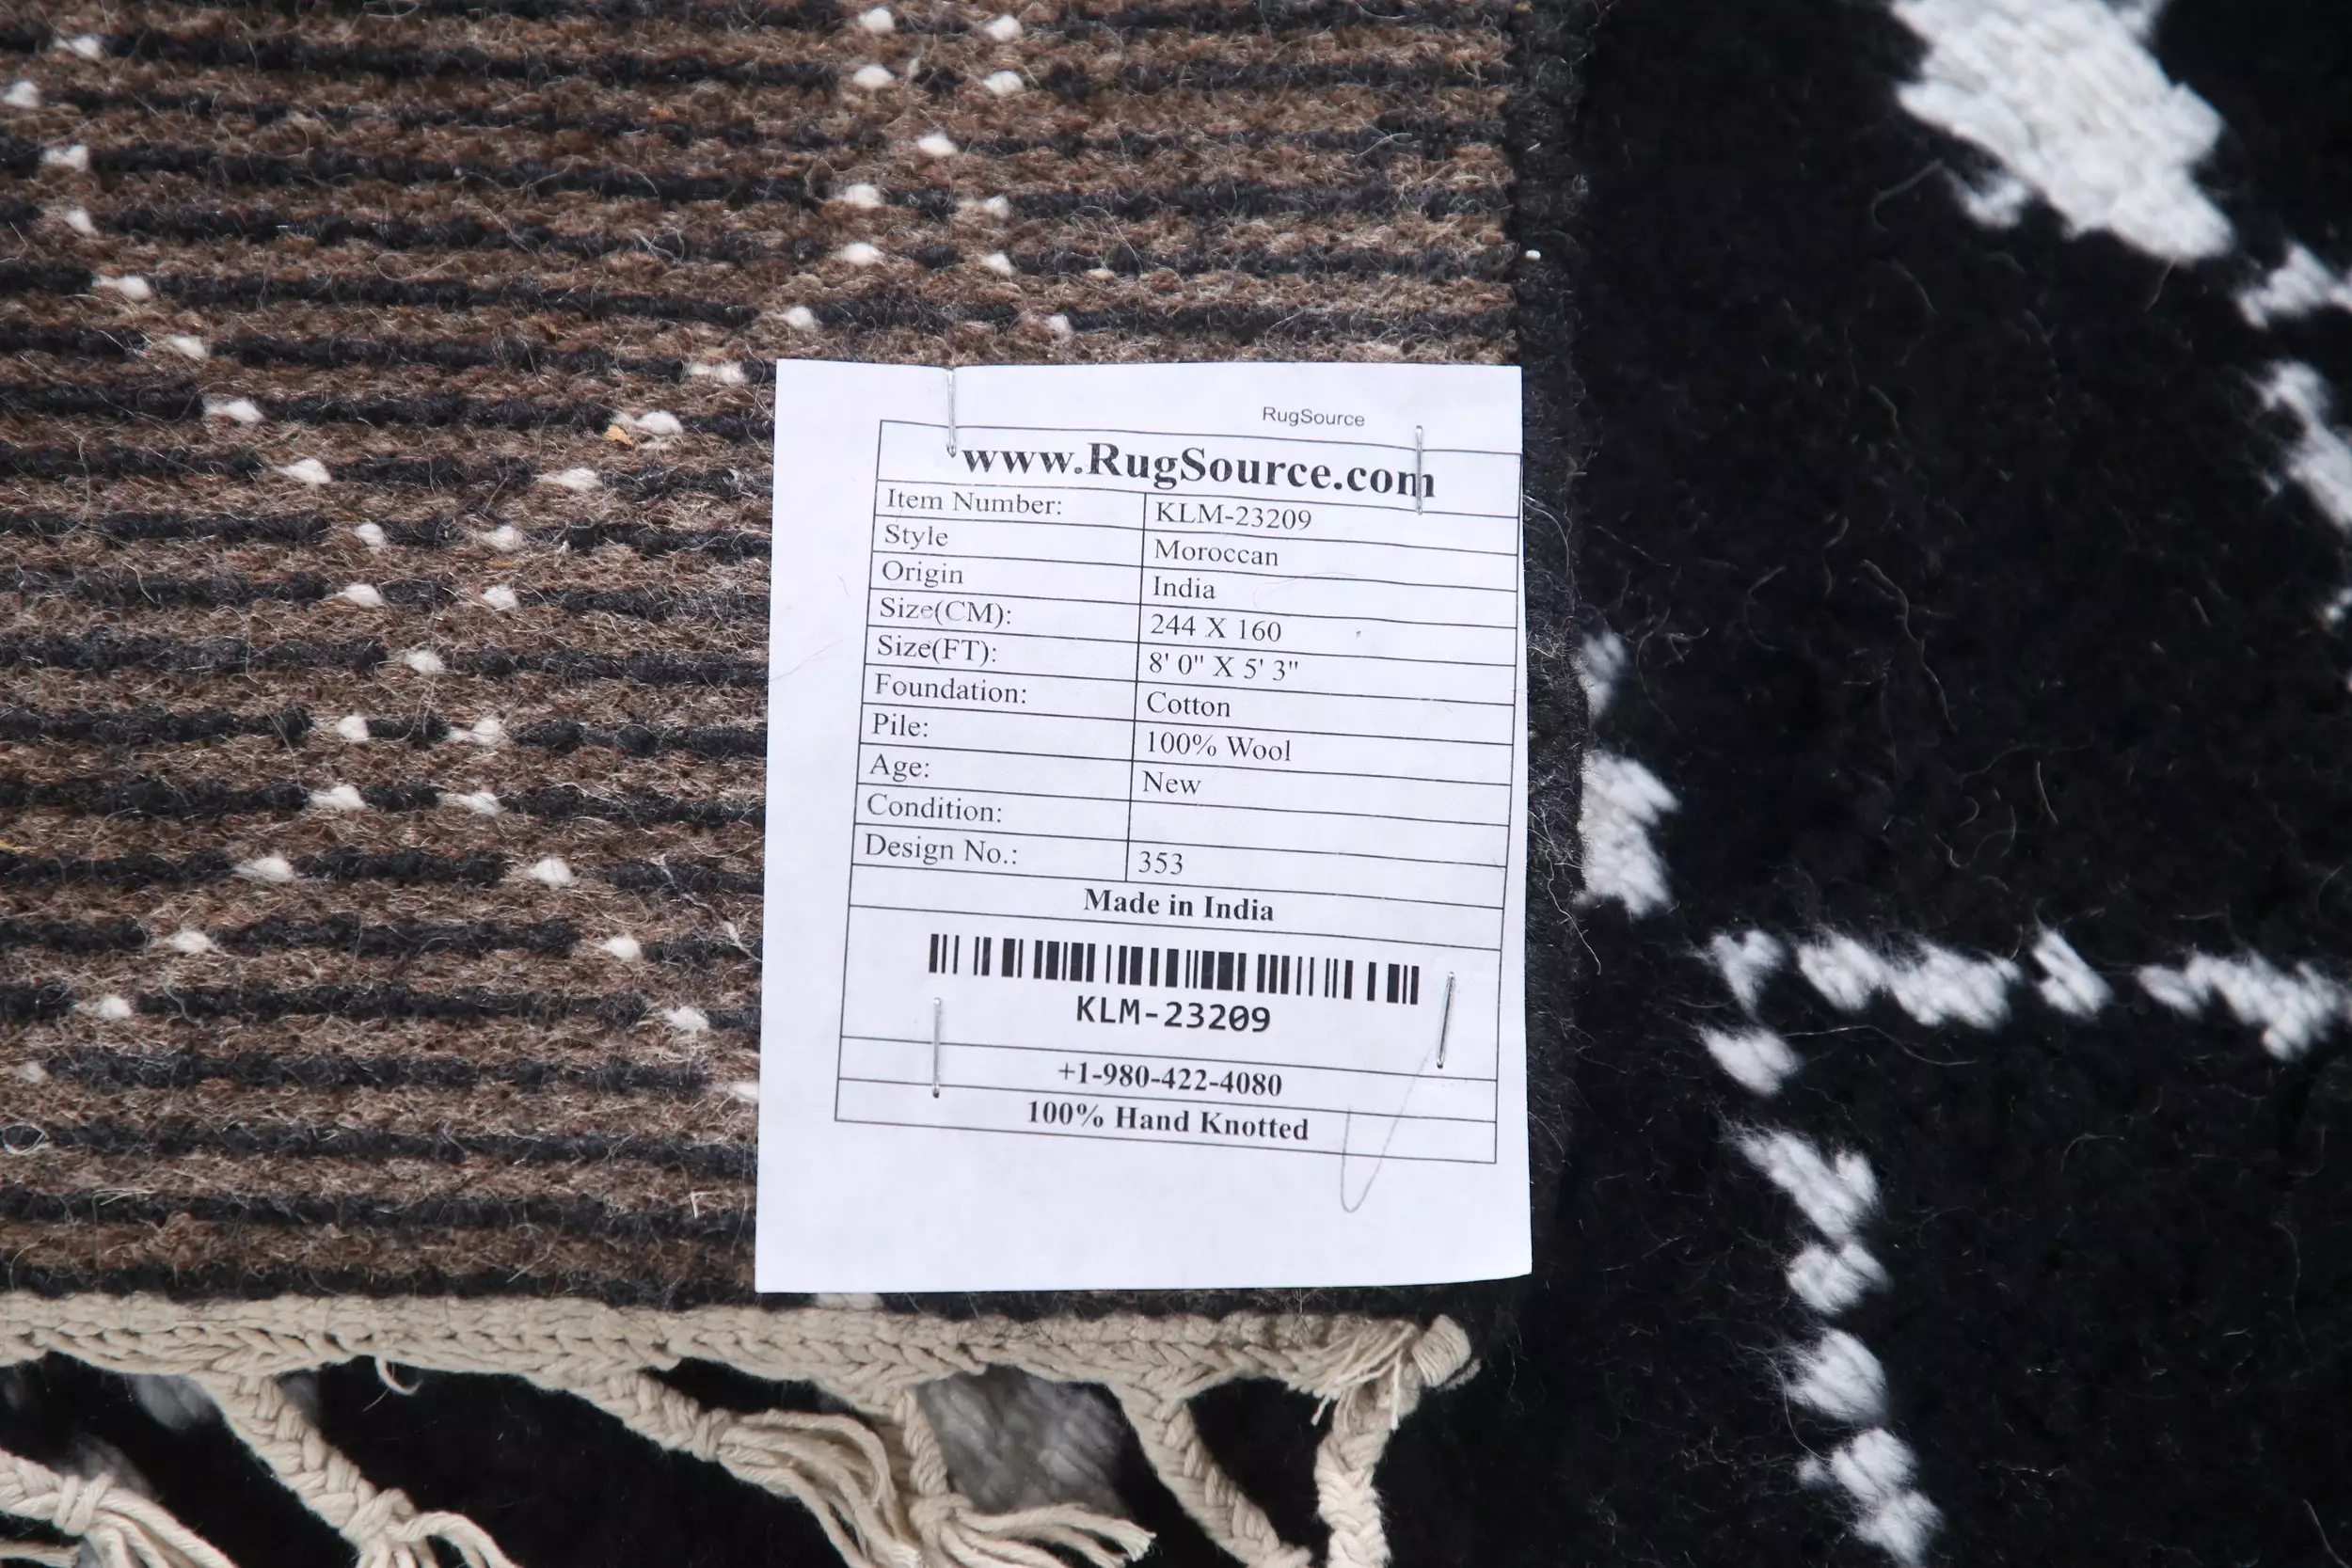 RugSource
www.RugSource.com
Item Number: KLM-23209
Style Moroccan
Origin India
Size(CM): 244 X 160
Size(FT): 8' 0" X 5' 3"
Foundation: Cotton
Pile: 100% Wool
Age: New
Condition:
Design No.: 353
Made in India
KLM-23209
+1-980-422-4080
100% Hand Knotted